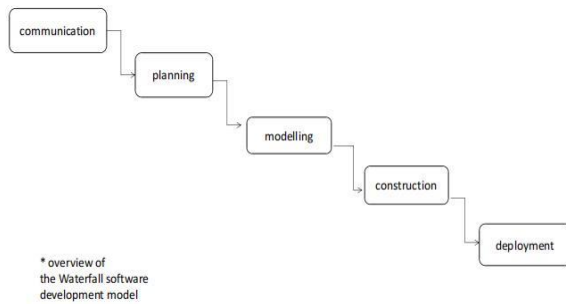 communication
planning
modelling
construction
deployment
* overview of
the Waterfall software
development model